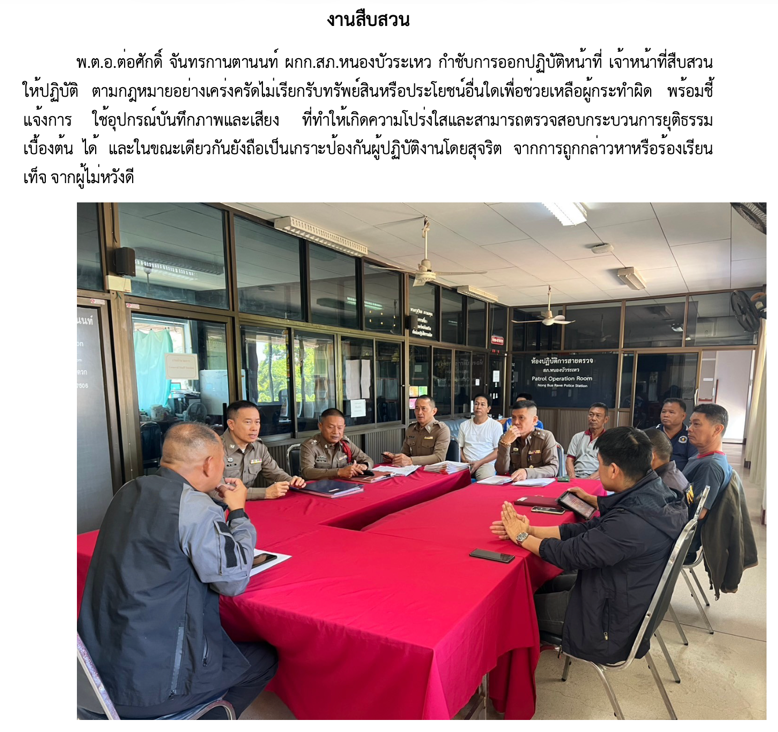 งานสืบสวน
พ.ต.อ.ต่อศักดิ์ จันทรกานตานนท์ ผกก.สภ.หนองบัวระเหว กำชับการออกปฏิบัติหน้าที่ เจ้าหน้าที่สืบสวน
ให้ปฏิบัติ ตามกฎหมายอย่างเคร่งครัดไม่เรียกรับทรัพย์สินหรือประโยชน์อื่นใดเพื่อช่วยเหลือผู้กระทำผิด พร้อมชี้
แจ้งการ ใช้อุปกรณ์บันทึกภาพและเสียง ที่ทำให้เกิดความโปร่งใสและสามารถตรวจสอบกระบวนการยุติธรรม
เบื้องต้น ได้ และในขณะเดียวกันยังถือเป็นเกราะป้องกันผู้ปฏิบัติงานโดยสุจริต จากการถูกกล่าวหาหรือร้องเรียน
เท็จ จากผู้ไม่หวังดี
ห้องปฏิบัติการสายตรวจ
สภ.หนองบัวระเหว
Patrol Operation Room
Nong Bua Rawe Police Station